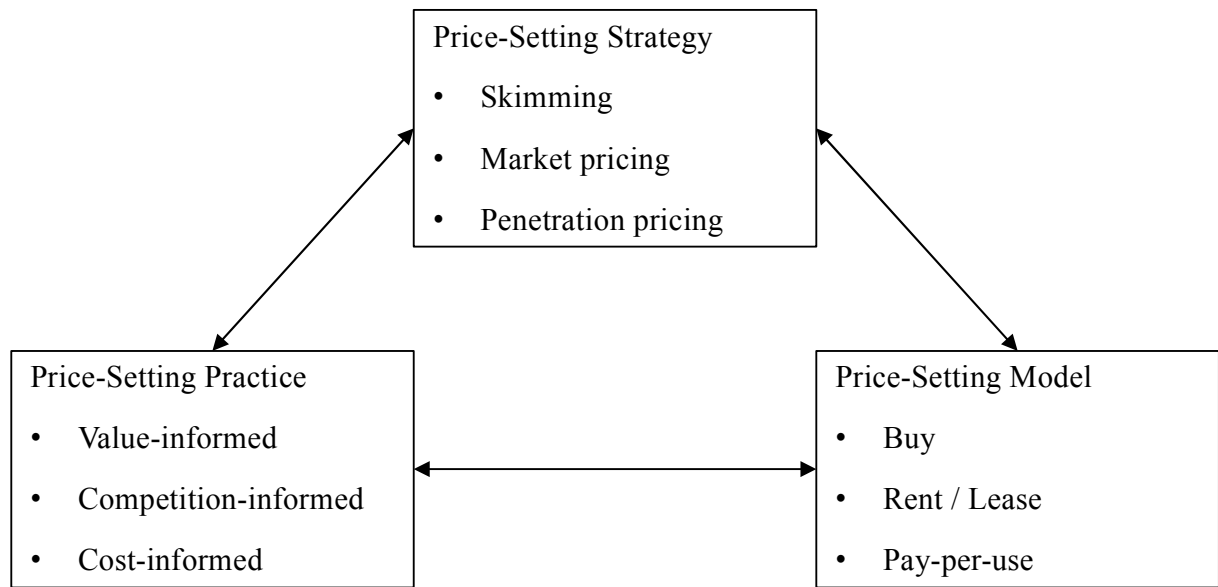 Price-Setting Strategy
• Skimming
• Market pricing
• Penetration pricing
Price-Setting Practice
• Value-informed
• Competition-informed
• Cost-informed
Price-Setting Model
• Buy
• Rent / Lease
• Pay-per-use